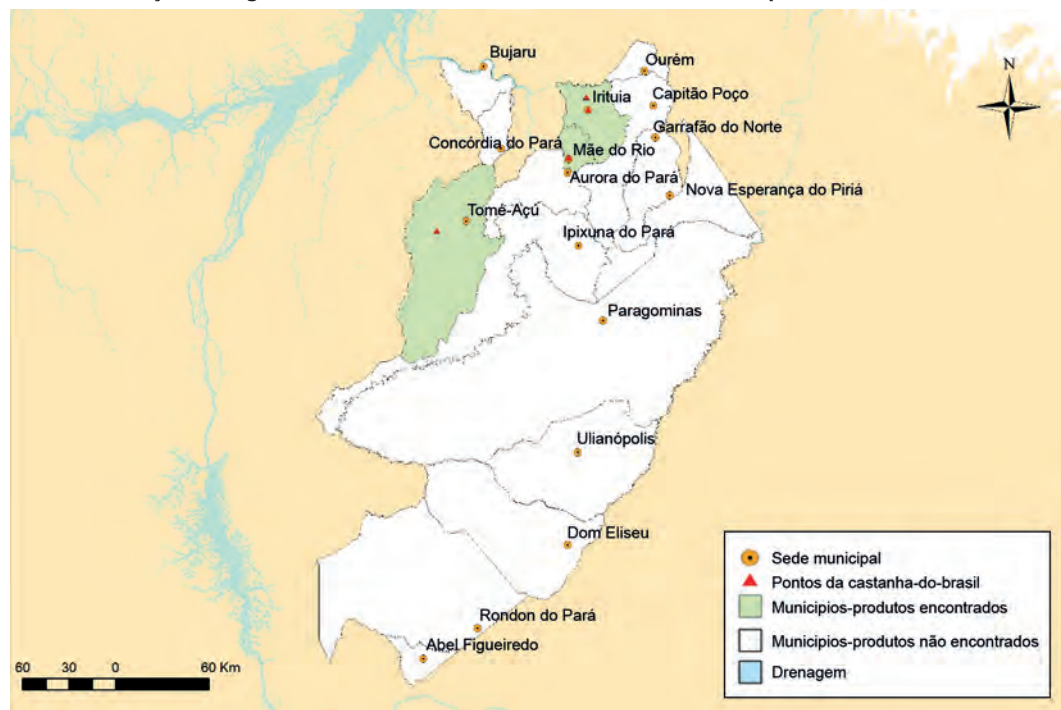 Bujaru
Ourém
N
Irituia
Capitão Poço
Garrafão do Norte
Concórdia do Pará
Mãe do Rio
Aurora do Pará
Nova Esperança do Piriá
Tomé-Açú
Ipixuna do Pará
Paragominas
Ulianópolis
Dom Eliseu
Rondon do Pará
Abel Figueiredo
Sede municipal
Pontos da castanha-do-brasil
Municipios-produtos encontrados
Municipios-produtos não encontrados
Drenagem
60 30 0 60 Km